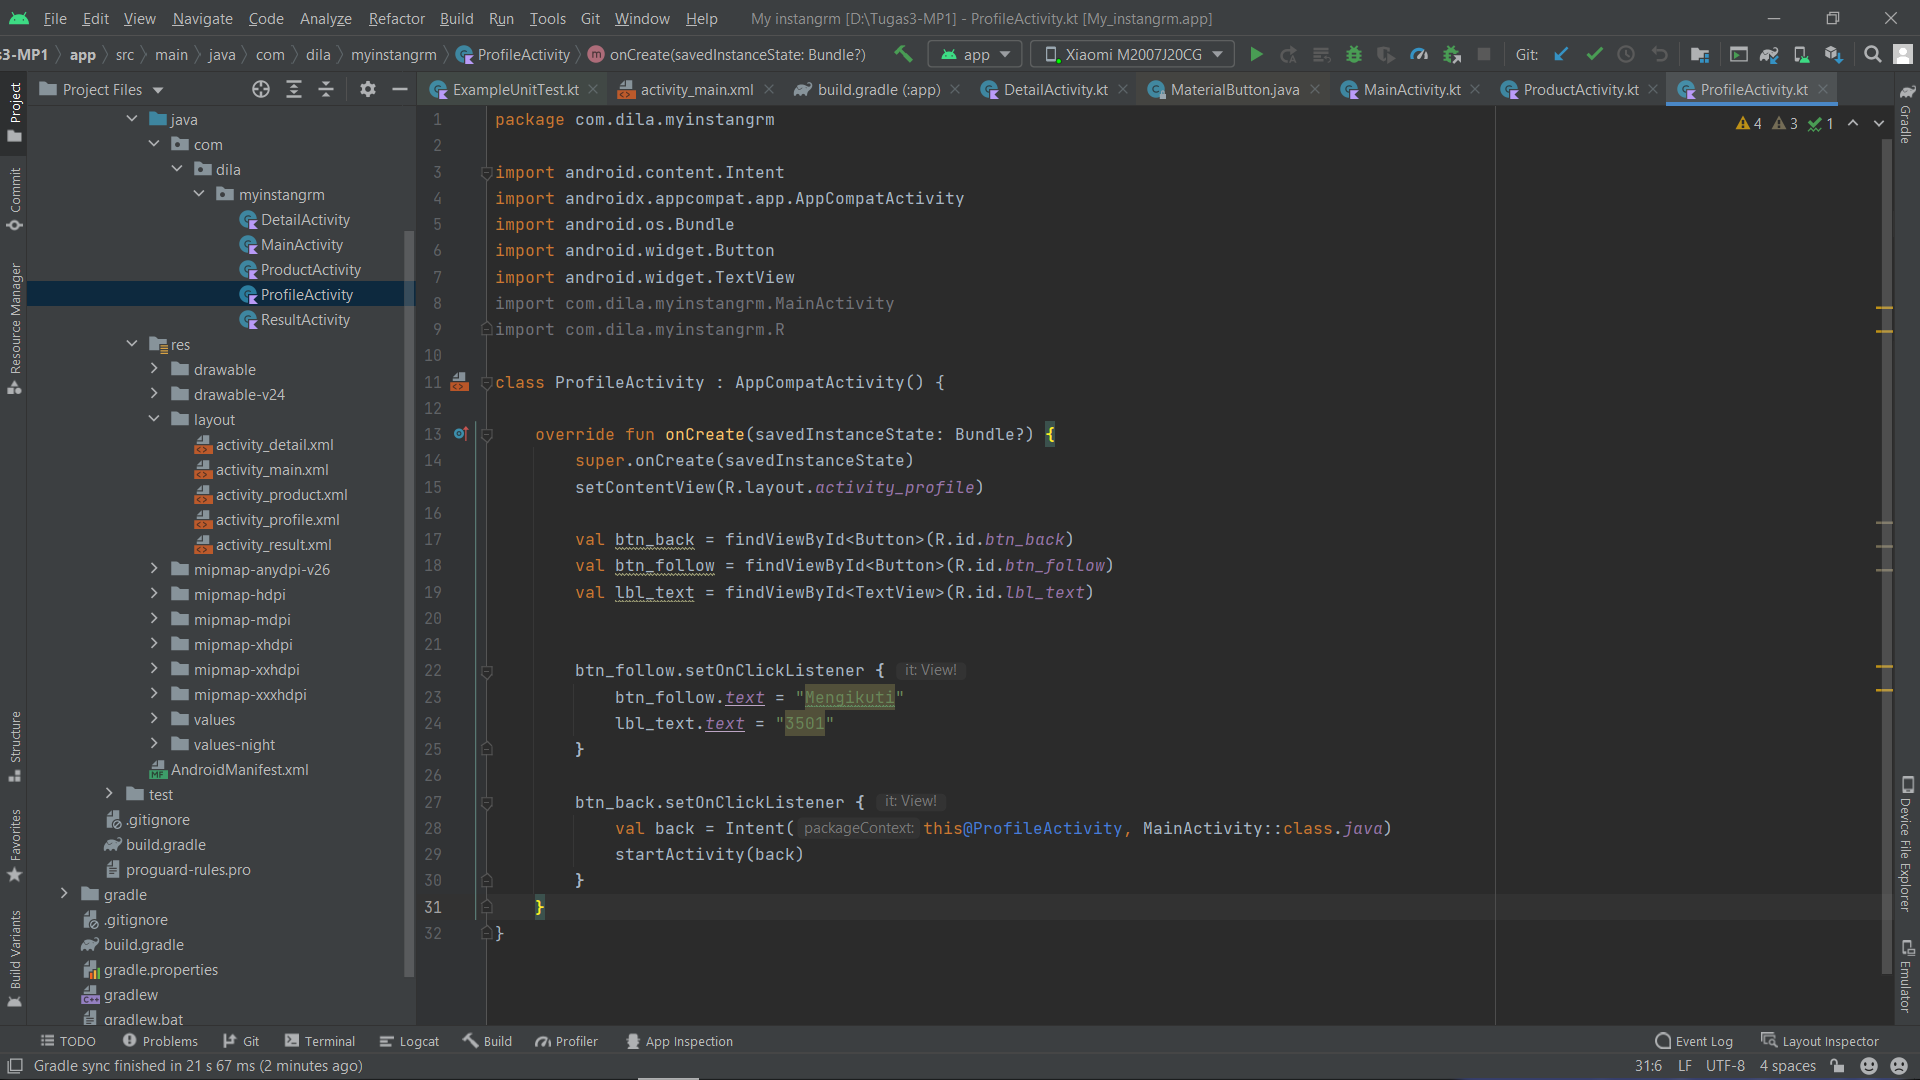 File Edit View Navigate Code Analyze Refactor Build Run Tools Git Window Help My instangrm [D:\Tugas3-MP1] - ProfileActivity.kt [My_instangrm.app]
s3-MP1 app src main java com dila myinstangrm ProfileActivity m onCreate(savedInstanceState: Bundle?) app Xiaomi M2007J20CG Git:
Project Files ExampleUnitTest.kt activity_main.xml build.gradle (:app) DetailActivity.kt MaterialButton.java MainActivity.kt ProductActivity.kt ProfileActivity.kt
Project
Commit
Resource Manager
Structure
Favorites
Build Variants
java
com
dila
myinstangrm
DetailActivity
MainActivity
ProductActivity
ProfileActivity
ResultActivity
res
drawable
drawable-v24
layout
activity_detail.xml
activity_main.xml
activity_product.xml
activity_profile.xml
activity_result.xml
mipmap-anydpi-v26
mipmap-hdpi
mipmap-mdpi
mipmap-xhdpi
mipmap-xxhdpi
mipmap-xxxhdpi
values
values-night
AndroidManifest.xml
test
.gitignore
build.gradle
proguard-rules.pro
gradle
.gitignore
build.gradle
gradle.properties
gradlew
gradlew.bat
1 package com.dila.myinstangrm
2
3 import android.content.Intent
4 import androidx.appcompat.app.AppCompatActivity
5 import android.os.Bundle
6 import android.widget.Button
7 import android.widget.TextView
8 import com.dila.myinstangrm.MainActivity
9 import com.dila.myinstangrm.R
10
11 class ProfileActivity : AppCompatActivity() {
12
13 override fun onCreate(savedInstanceState: Bundle?) {
14 super.onCreate(savedInstanceState)
15 setContentView(R.layout.activity_profile)
16
17 val btn_back = findViewById<Button>(R.id.btn_back)
18 val btn_follow = findViewById<Button>(R.id.btn_follow)
19 val lbl_text = findViewById<TextView>(R.id.lbl_text)
20
21
22 btn_follow.setOnClickListener { it: View!
23 btn_follow.text = "Mengikuti"
24 lbl_text.text = "3501"
25 }
26
27 btn_back.setOnClickListener { it: View!
28 val back = Intent( packageContext: this@ProfileActivity, MainActivity::class.java)
29 startActivity(back)
30 }
31 }
32 }
4 3 1
Gradle
Device File Explorer
Emulator
TODO Problems Git Terminal Logcat Build Profiler App Inspection Event Log Layout Inspector
Gradle sync finished in 21 s 67 ms (2 minutes ago) 31:6 LF UTF-8 4 spaces